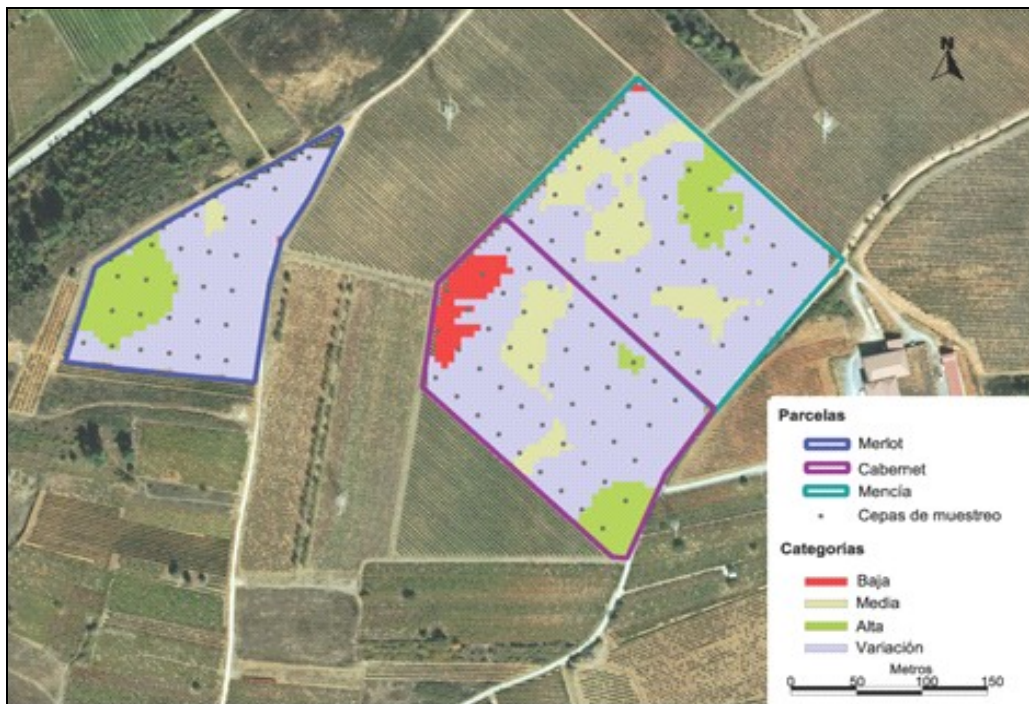 N
Parcelas
Merlot
Cabernet
Mencía
Cepas de muestreo
Categorías
Baja
Media
Alta
Variación
Metros
0 50 100 150